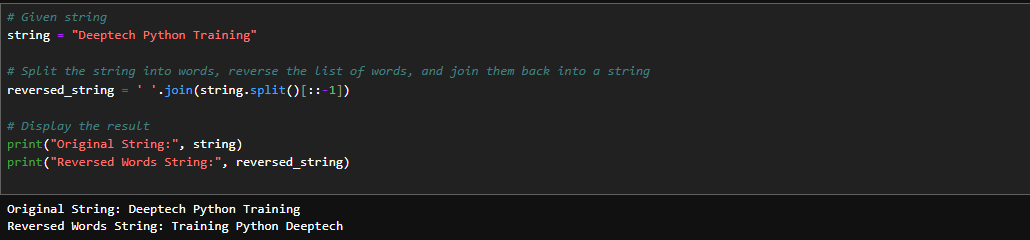 # Given string
string = "Deeptech Python Training"
# Split the string into words, reverse the list of words, and join them back into a string
reversed_string = ' '.join(string.split()[::-1])
# Display the result
print("Original String:", string)
print("Reversed Words String:", reversed_string)
Original String: Deeptech Python Training
Reversed Words String: Training Python Deeptech